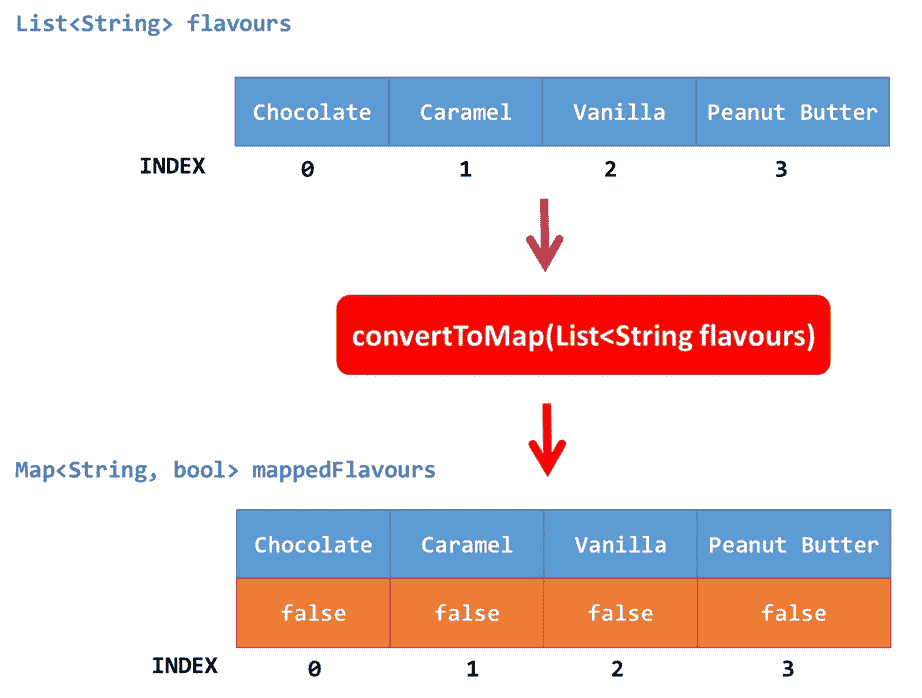 List<String> flavours
Chocolate Caramel Vanilla Peanut Butter
INDEX 0 1 2 3
convertToMap(List<String flavours)
Map<String, bool> mappedFlavours
Chocolate Caramel Vanilla Peanut Butter
false false false false
INDEX 0 1 2 3